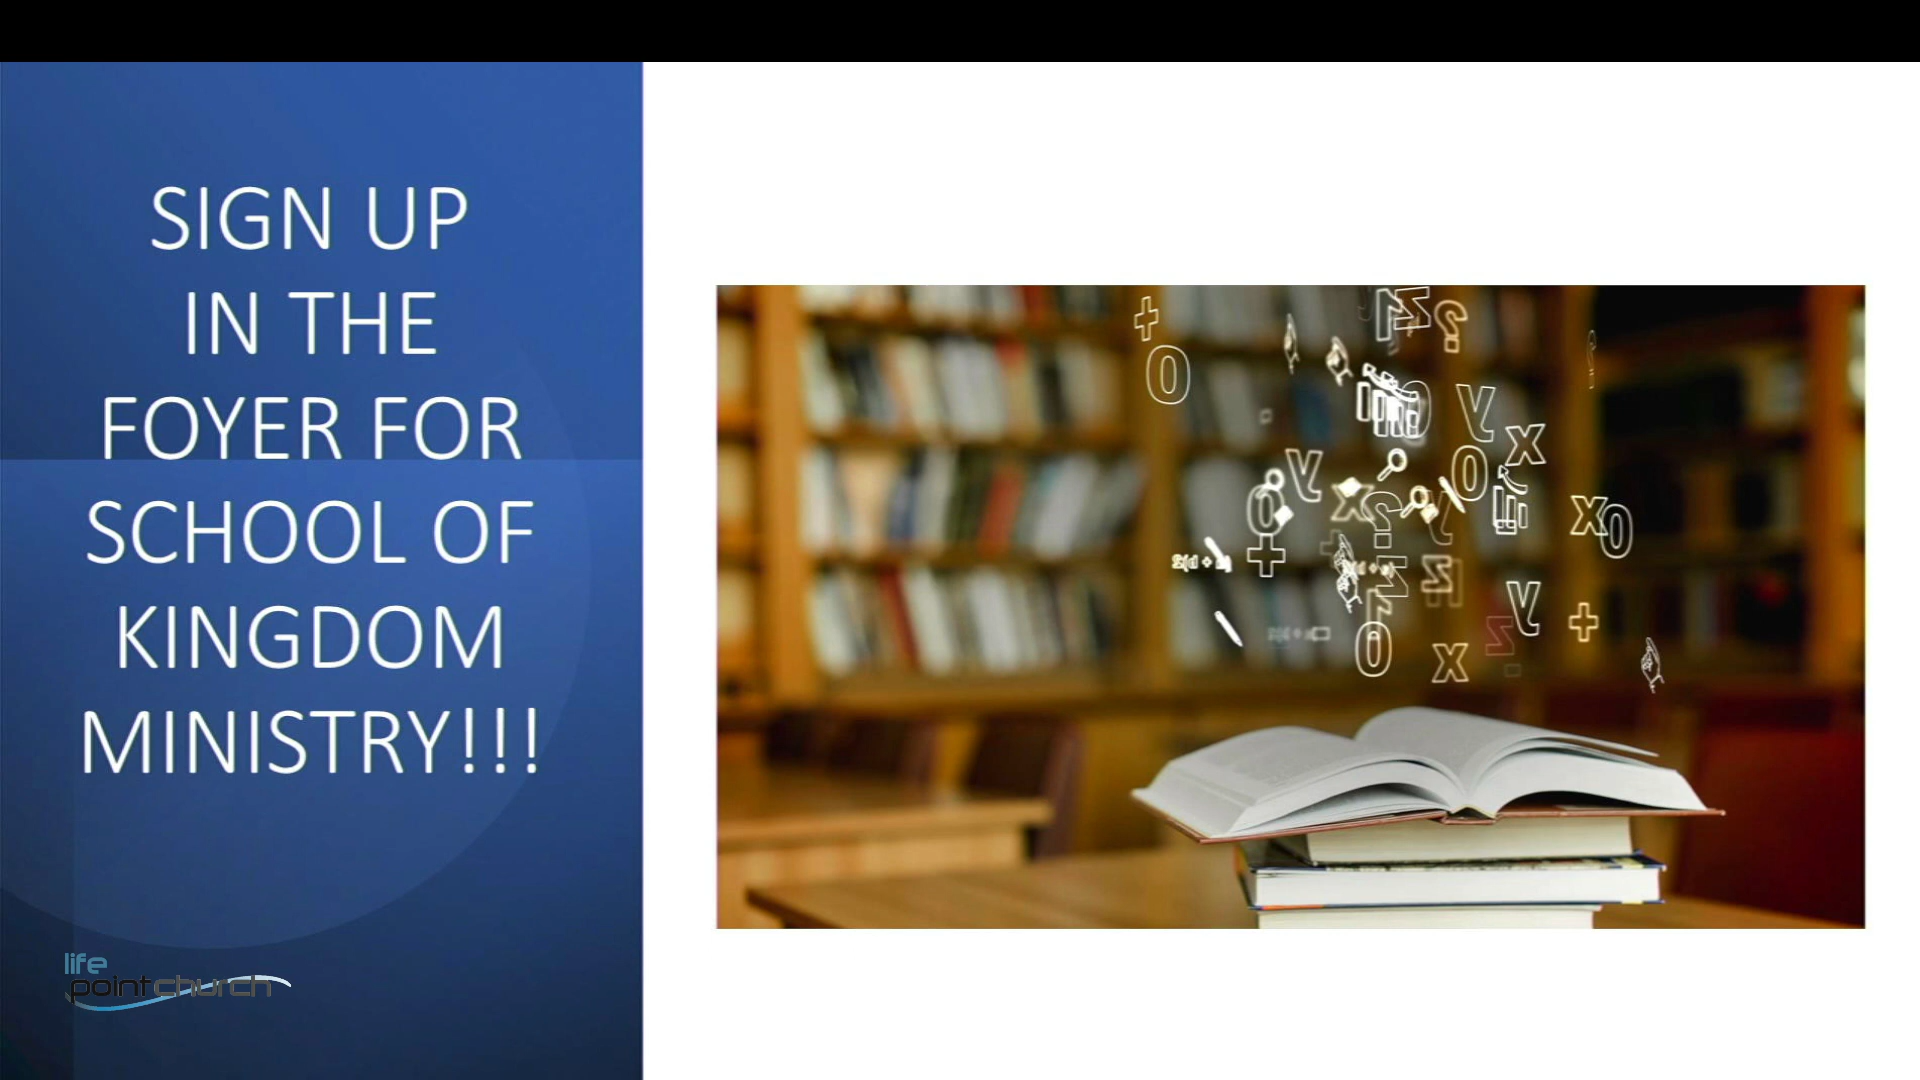 SIGN UP
IN THE
FOYER FOR
SCHOOL OF
KINGDOM
MINISTRY!!!
life
pointchurch